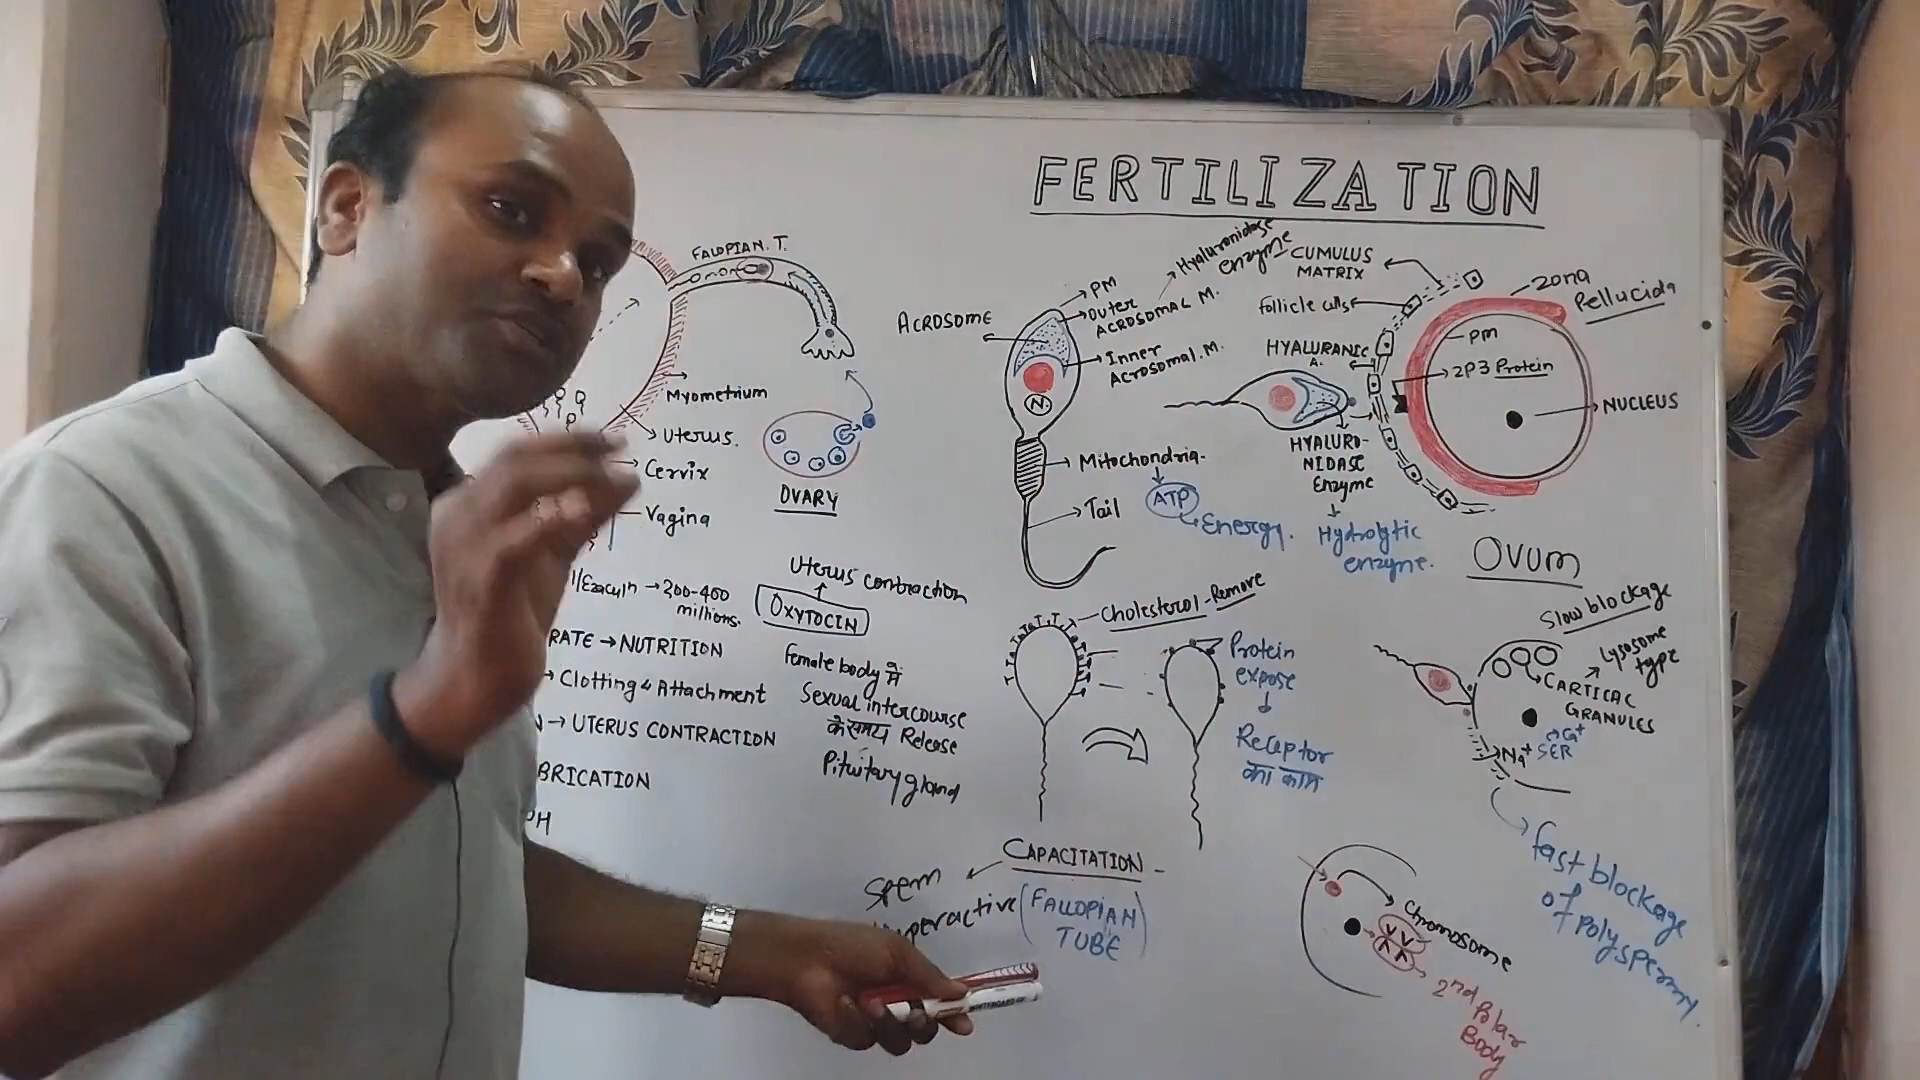 FERTILIZATION
FALOPIAN. T.
Myometrium
Uterus.
Cervix
Vagina
OVARY
→ 200-400
millions.
Uterus contraction
OXYTOCIN
RATE → NUTRITION
→ Clotting & Attachment
N → UTERUS CONTRACTION
BRICATION
PH
Female body में
Sexual intercourse
के समय Release
Pituitary gland
ACROSOME
PM
Outer
ACROSOMAL M.
Hyaluronidase
enzyme
Inner
ACROSOMAL. M.
N.
Mitochondria.
ATP
Energy.
Tail
CUMULUS
MATRIX
follicle cells
HYALURANIC
A.
HYALURO-
NIDASE
Enzyme
Hydrolytic
enzyme.
Zona
Pellucida
PM
ZP3 Protein
NUCLEUS
OVUM
Cholesterol - Remove
Protein
expose
Receptor
का काम
CAPACITATION -
(FALLOPIAN
TUBE)
Sperm
Slow blockage
Lysosome
type
CARTICAL
GRANULES
Ca+
SER
Na+
fast blockage
of Polyspermy.
Chromosome
2nd Polar
Body